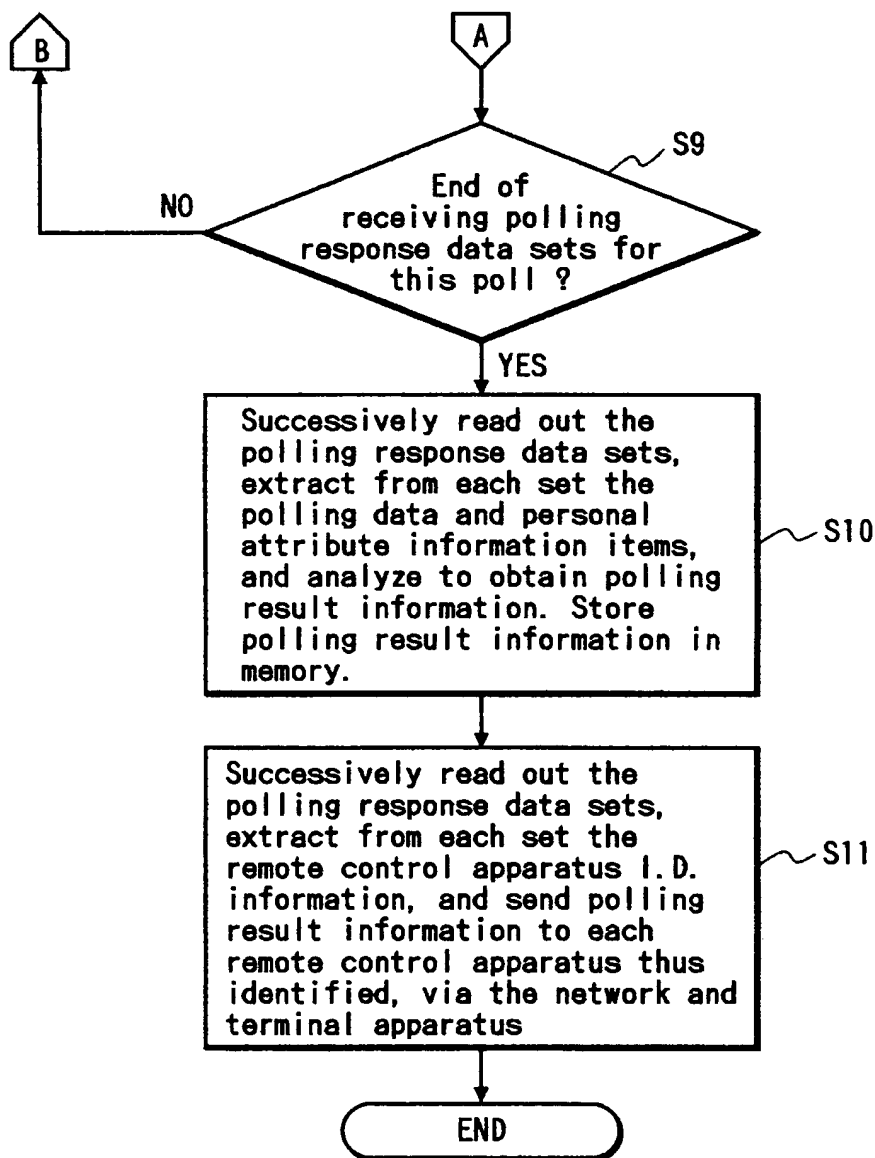 B
A
S9
End of
receiving polling
response data sets for
this poll ?
NO
YES
Successively read out the
polling response data sets,
extract from each set the
polling data and personal
attribute information items,
and analyze to obtain polling
result information. Store
polling result information in
memory.
S10
Successively read out the
polling response data sets,
extract from each set the
remote control apparatus I.D.
information, and send polling
result information to each
remote control apparatus thus
identified, via the network and
terminal apparatus
S11
END